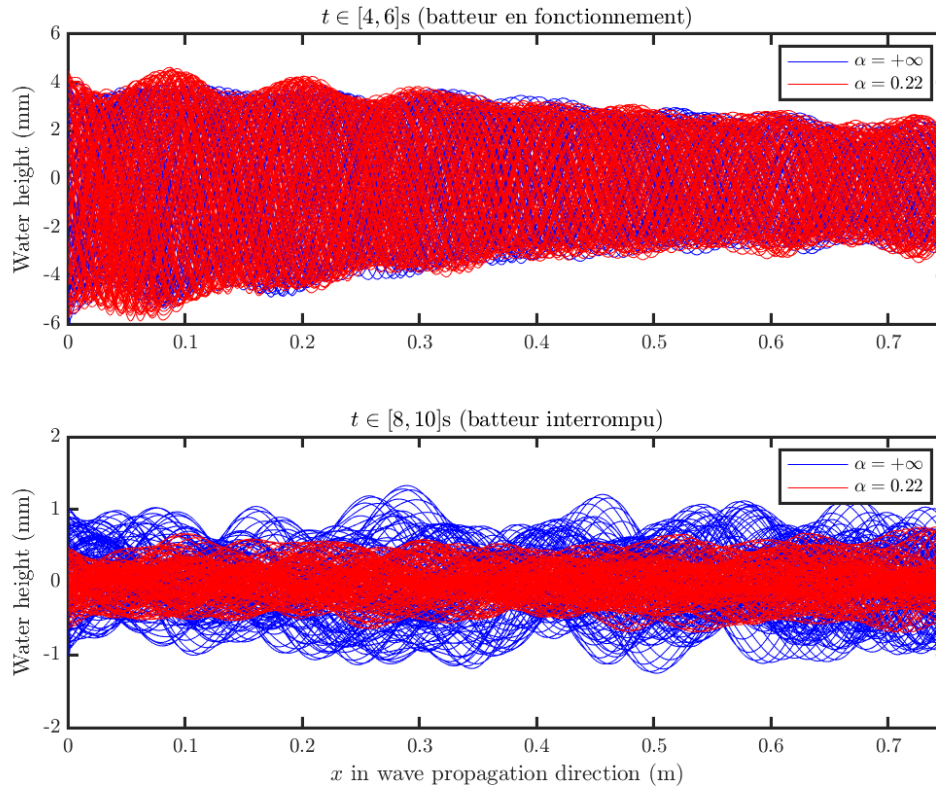 t ∈ [4, 6]s (batteur en fonctionnement)
6
4
2
0
-2
-4
-6
Water height (mm)
α = +∞
α = 0.22
0 0.1 0.2 0.3 0.4 0.5 0.6 0.7
t ∈ [8, 10]s (batteur interrompu)
2
1
0
-1
-2
Water height (mm)
α = +∞
α = 0.22
0 0.1 0.2 0.3 0.4 0.5 0.6 0.7
x in wave propagation direction (m)